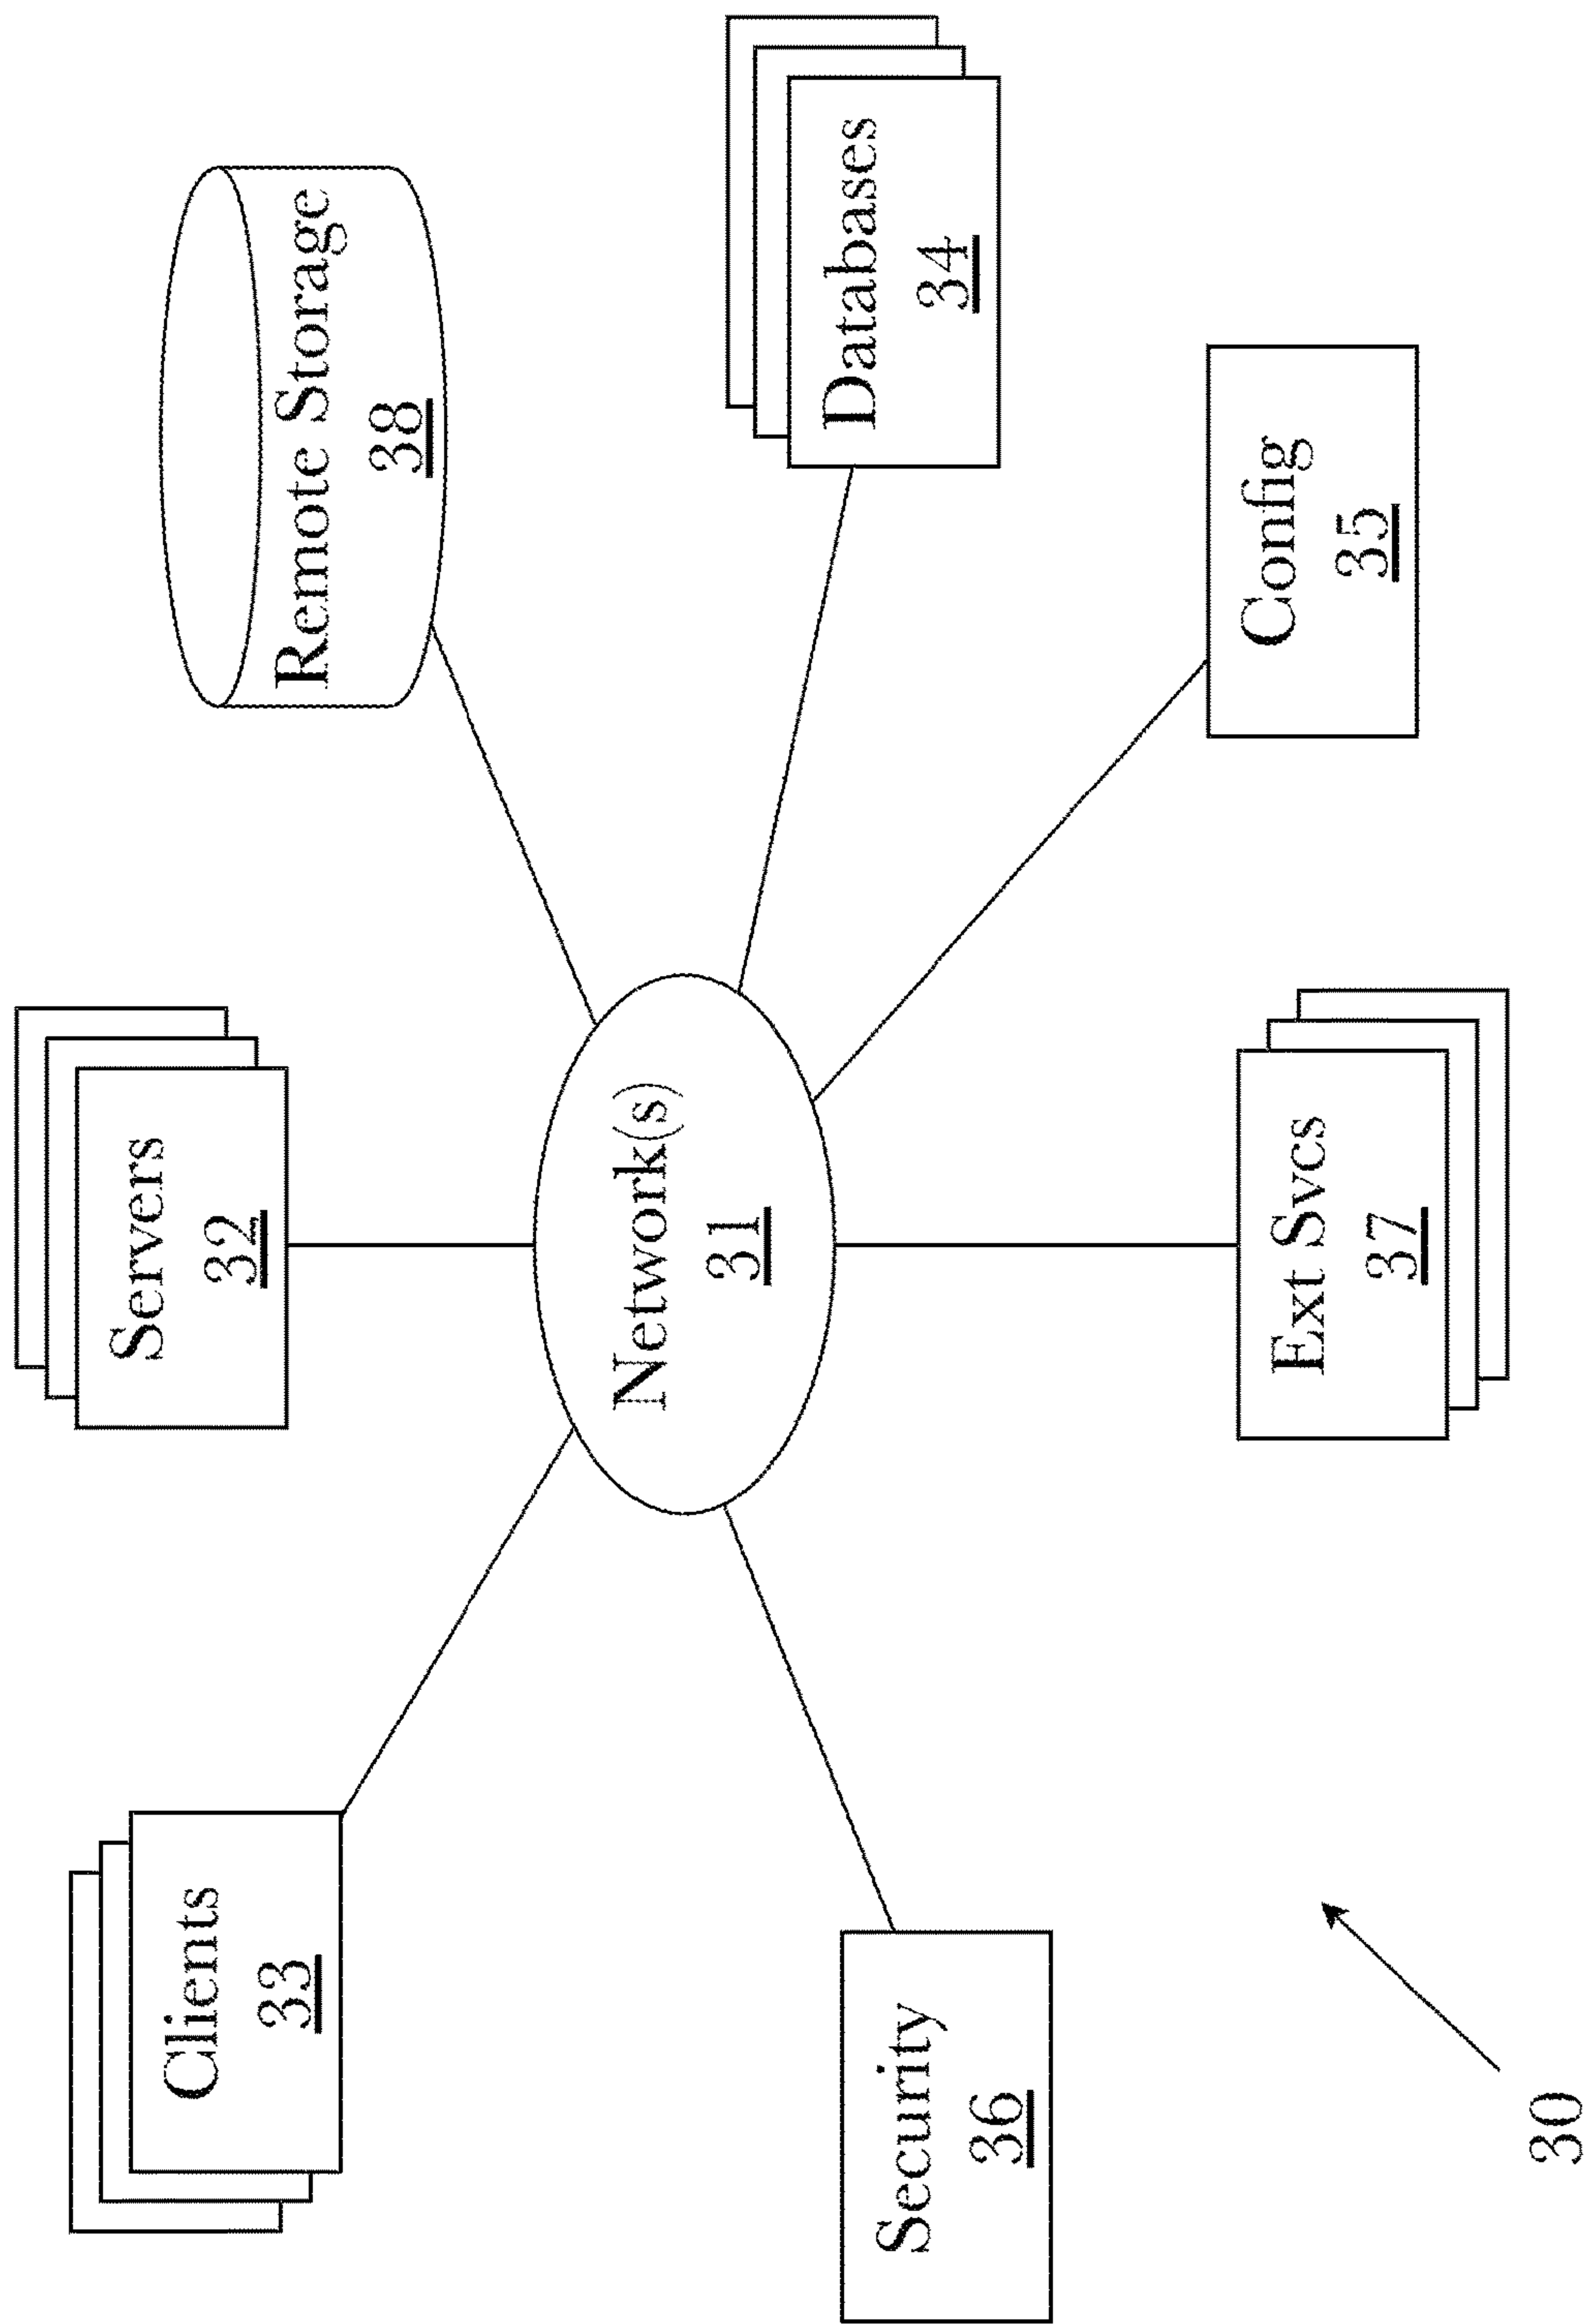 Servers
32
Clients
33
Remote Storage
38
Network(s)
31
Databases
34
Security
36
Ext Svcs
37
Config
35
30